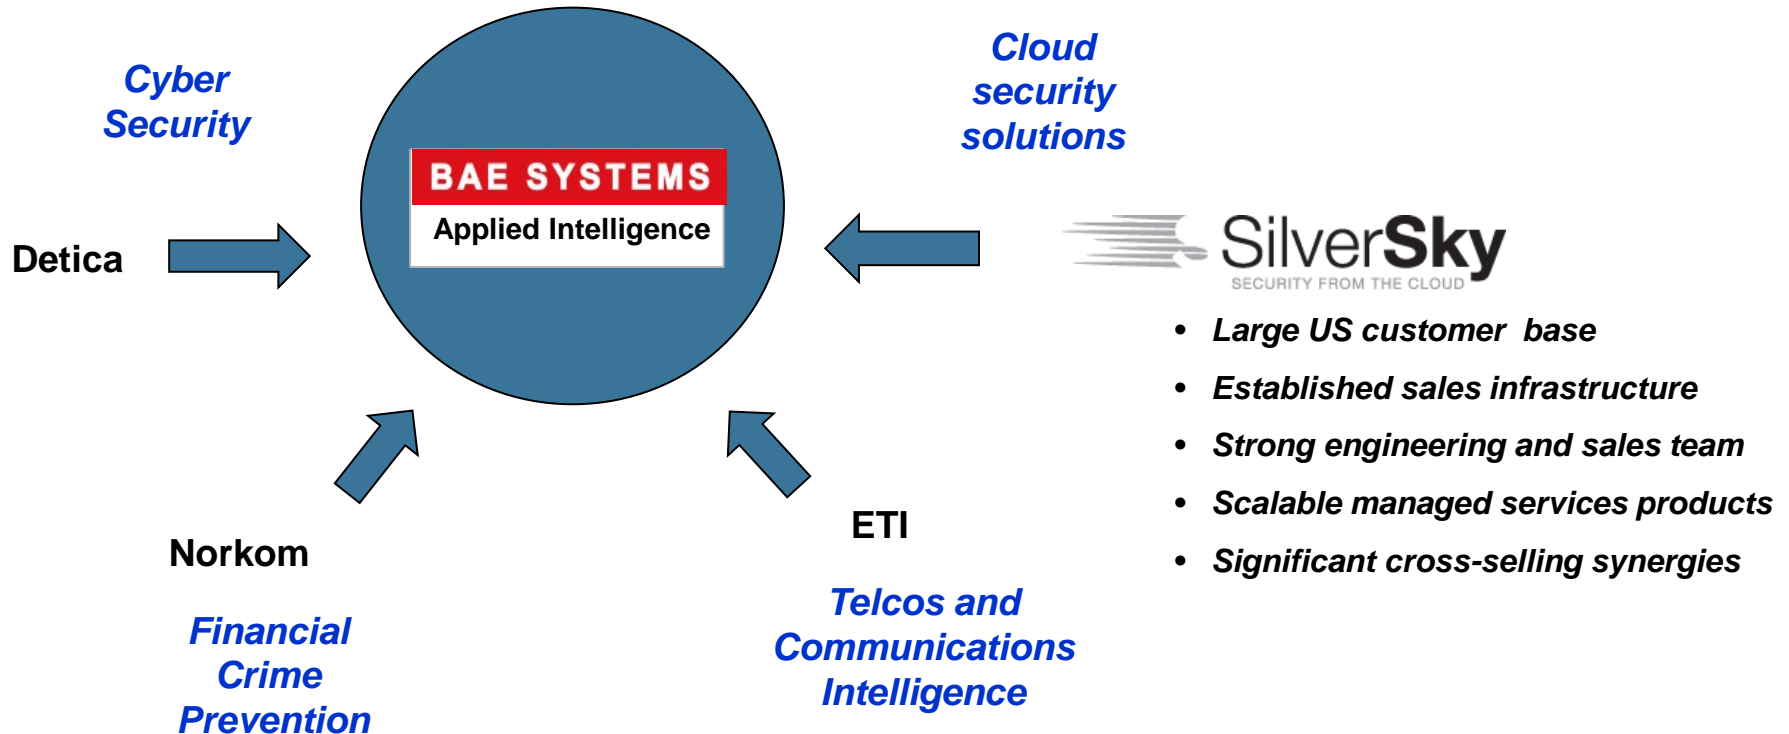 Cyber
Security
Cloud
security
solutions
BAE SYSTEMS
Applied Intelligence
Detica
SilverSky
SECURITY FROM THE CLOUD
• Large US customer base
• Established sales infrastructure
• Strong engineering and sales team
• Scalable managed services products
• Significant cross-selling synergies
Norkom
Financial
Crime
Prevention
ETI
Telcos and
Communications
Intelligence